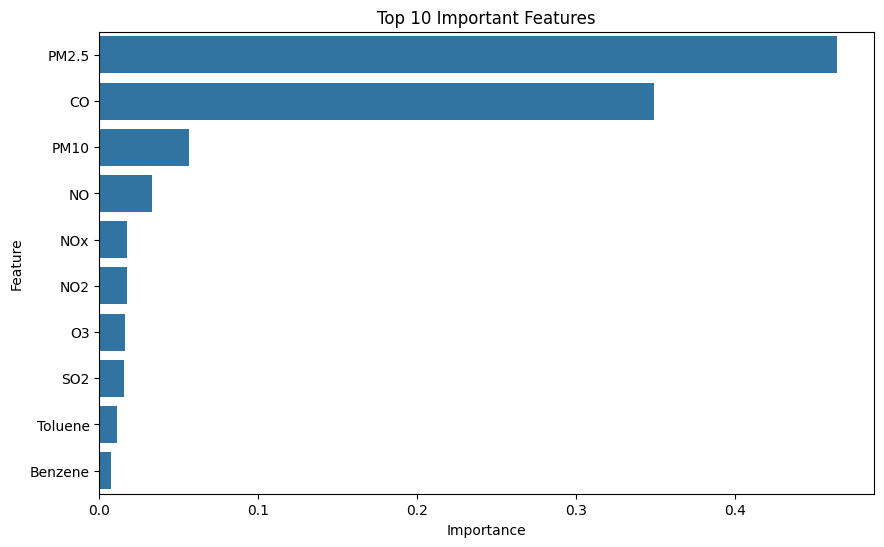 Top 10 Important Features
PM2.5
CO
PM10
NO
NOx
NO2
O3
SO2
Toluene
Benzene
Feature
0.0 0.1 0.2 0.3 0.4
Importance